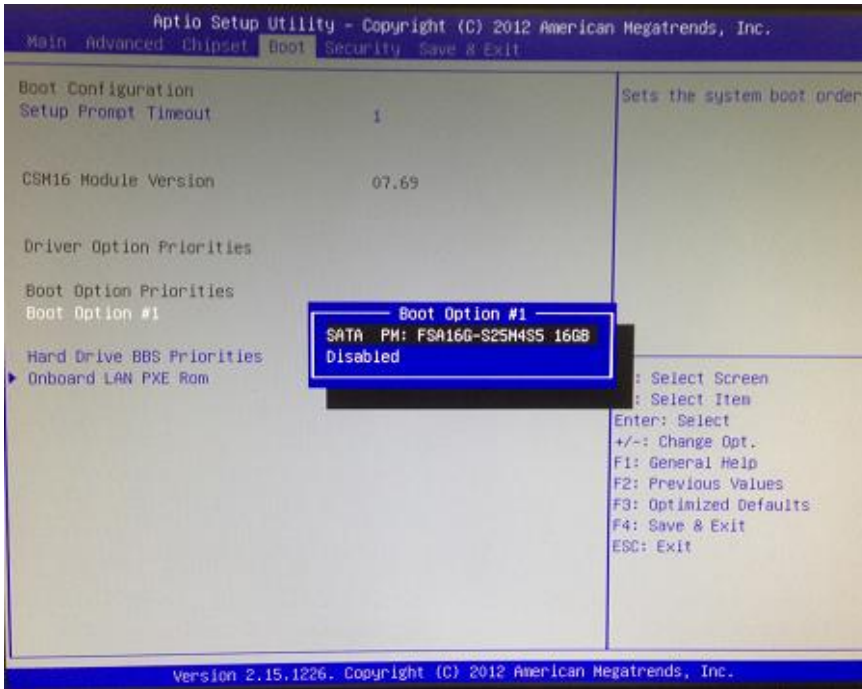 Aptio Setup Utility - Copyright (C) 2012 American Megatrends, Inc.
Main Advanced Chipset Boot Security Save & Exit
Boot Configuration
Setup Prompt Timeout 1
CSM16 Module Version 07.69
Driver Option Priorities
Boot Option Priorities
Boot Option #1
Hard Drive BBS Priorities
Onboard LAN PXE Rom
Boot Option #1
SATA PM: FSA16G-S25M4S5 16GB
Disabled
Sets the system boot order
: Select Screen
: Select Item
Enter: Select
+/-: Change Opt.
F1: General Help
F2: Previous Values
F3: Optimized Defaults
F4: Save & Exit
ESC: Exit
Version 2.15.1226. Copyright (C) 2012 American Megatrends, Inc.